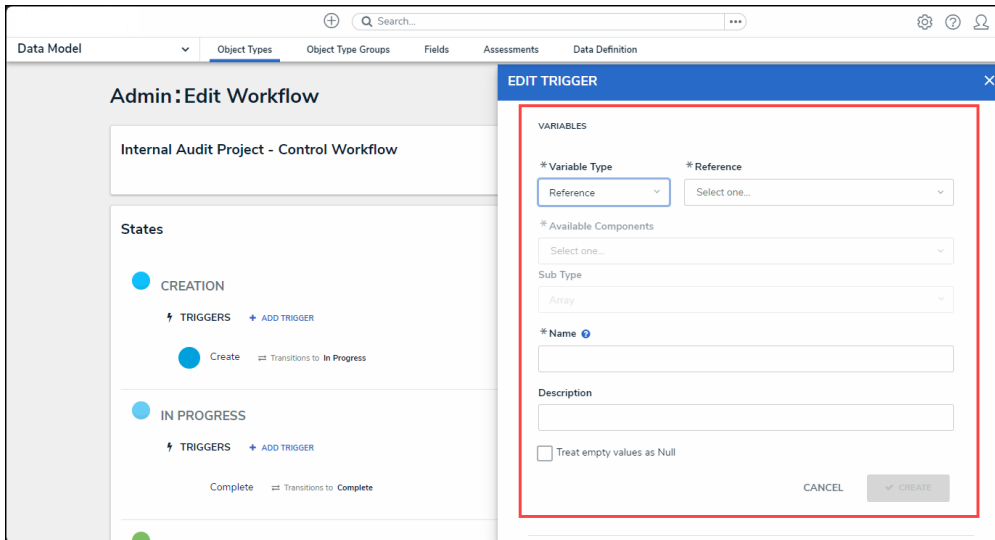 Search...
Data Model
Object Types
Object Type Groups
Fields
Assessments
Data Definition
Admin:Edit Workflow
Internal Audit Project - Control Workflow
States
CREATION
TRIGGERS + ADD TRIGGER
Create Transitions to In Progress
IN PROGRESS
TRIGGERS + ADD TRIGGER
Complete Transitions to Complete
EDIT TRIGGER
VARIABLES
* Variable Type
* Reference
Reference
Select one...
* Available Components
Select one...
Sub Type
Array
* Name
Description
Treat empty values as Null
CANCEL
CREATE